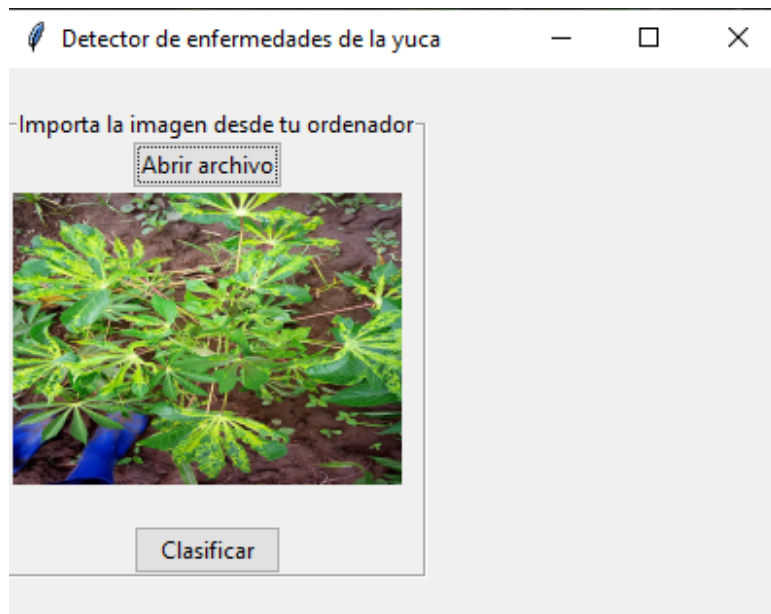 Detector de enfermedades de la yuca
Importa la imagen desde tu ordenador
Abrir archivo
Clasificar